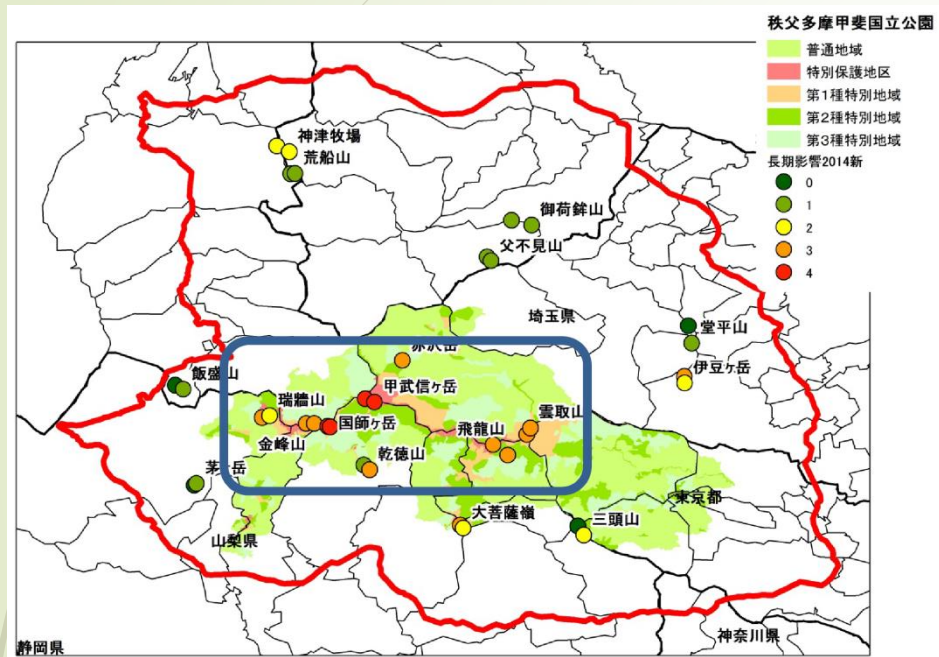 秩父多摩甲斐国立公園
普通地域
特別保護地区
第1種特別地域
第2種特別地域
第3種特別地域
長期影響2014新
0
1
2
3
4
神津牧場
荒船山
御荷鉾山
父不見山
埼玉県
堂平山
伊豆ヶ岳
赤沢岳
飯盛山
瑞牆山
甲武信ヶ岳
雲取山
国師ヶ岳
飛龍山
金峰山
乾徳山
茅ヶ岳
東京都
大菩薩嶺
三頭山
山梨県
神奈川県
静岡県